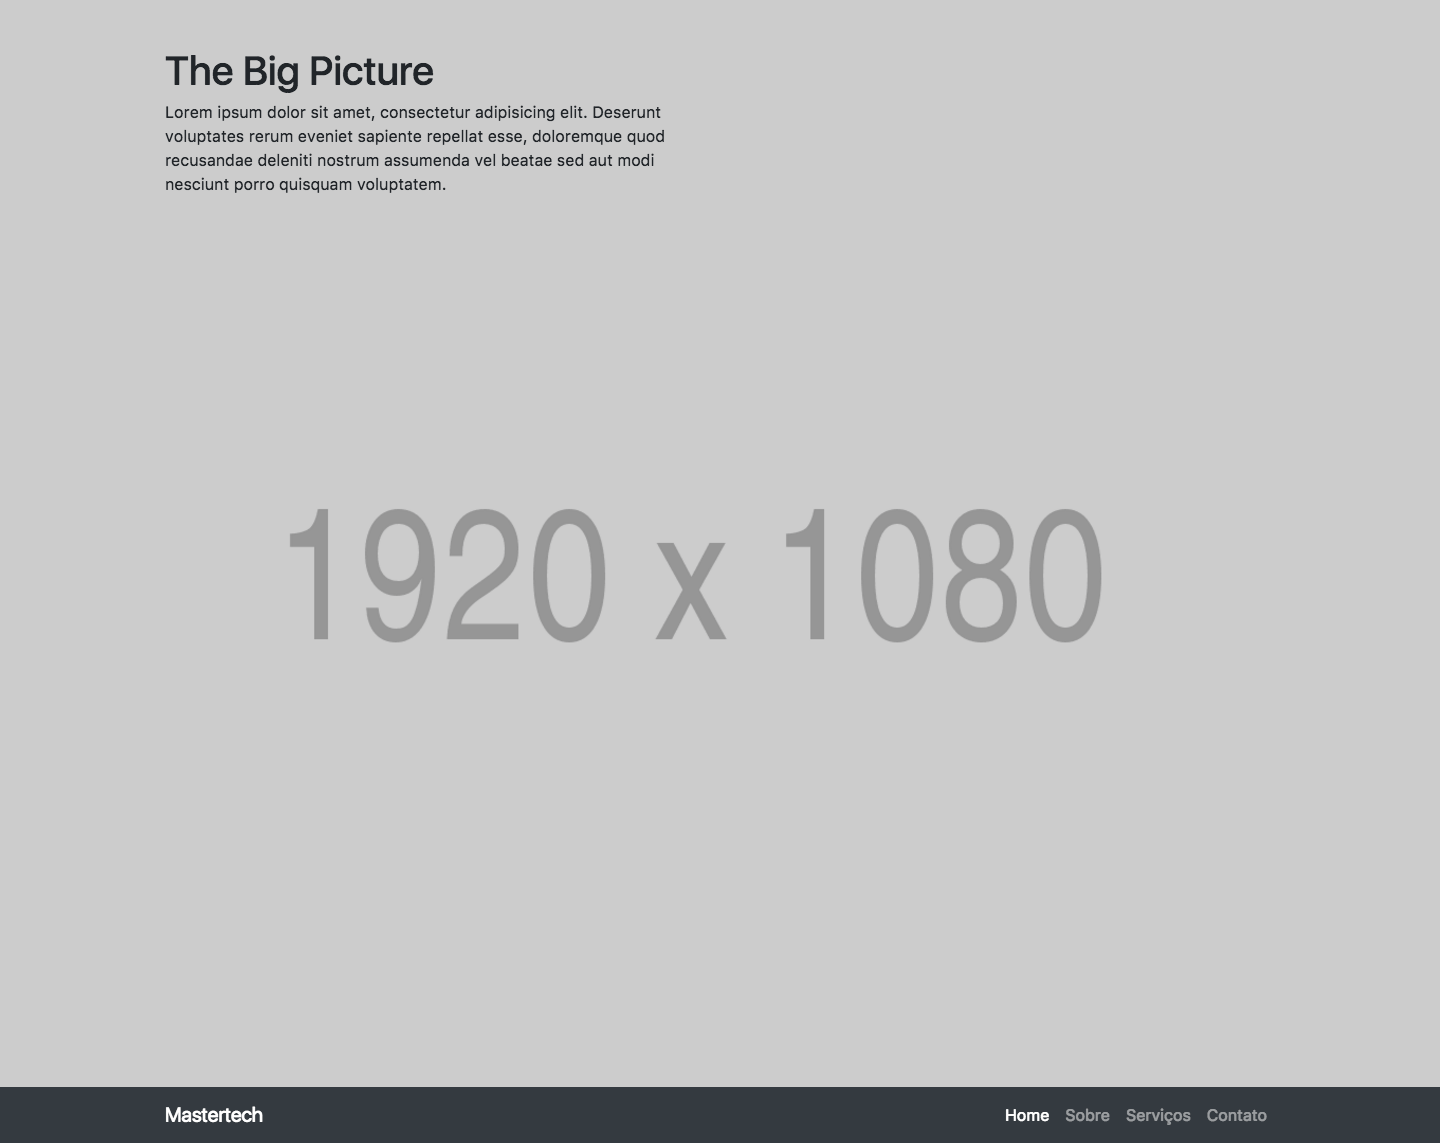 The Big Picture
Lorem ipsum dolor sit amet, consectetur adipisicing elit. Deserunt
voluptates rerum eveniet sapiente repellat esse, doloremque quod
recusandae deleniti nostrum assumenda vel beatae sed aut modi
nesciunt porro quisquam voluptatem.
1920 x 1080
Mastertech Home Sobre Serviços Contato